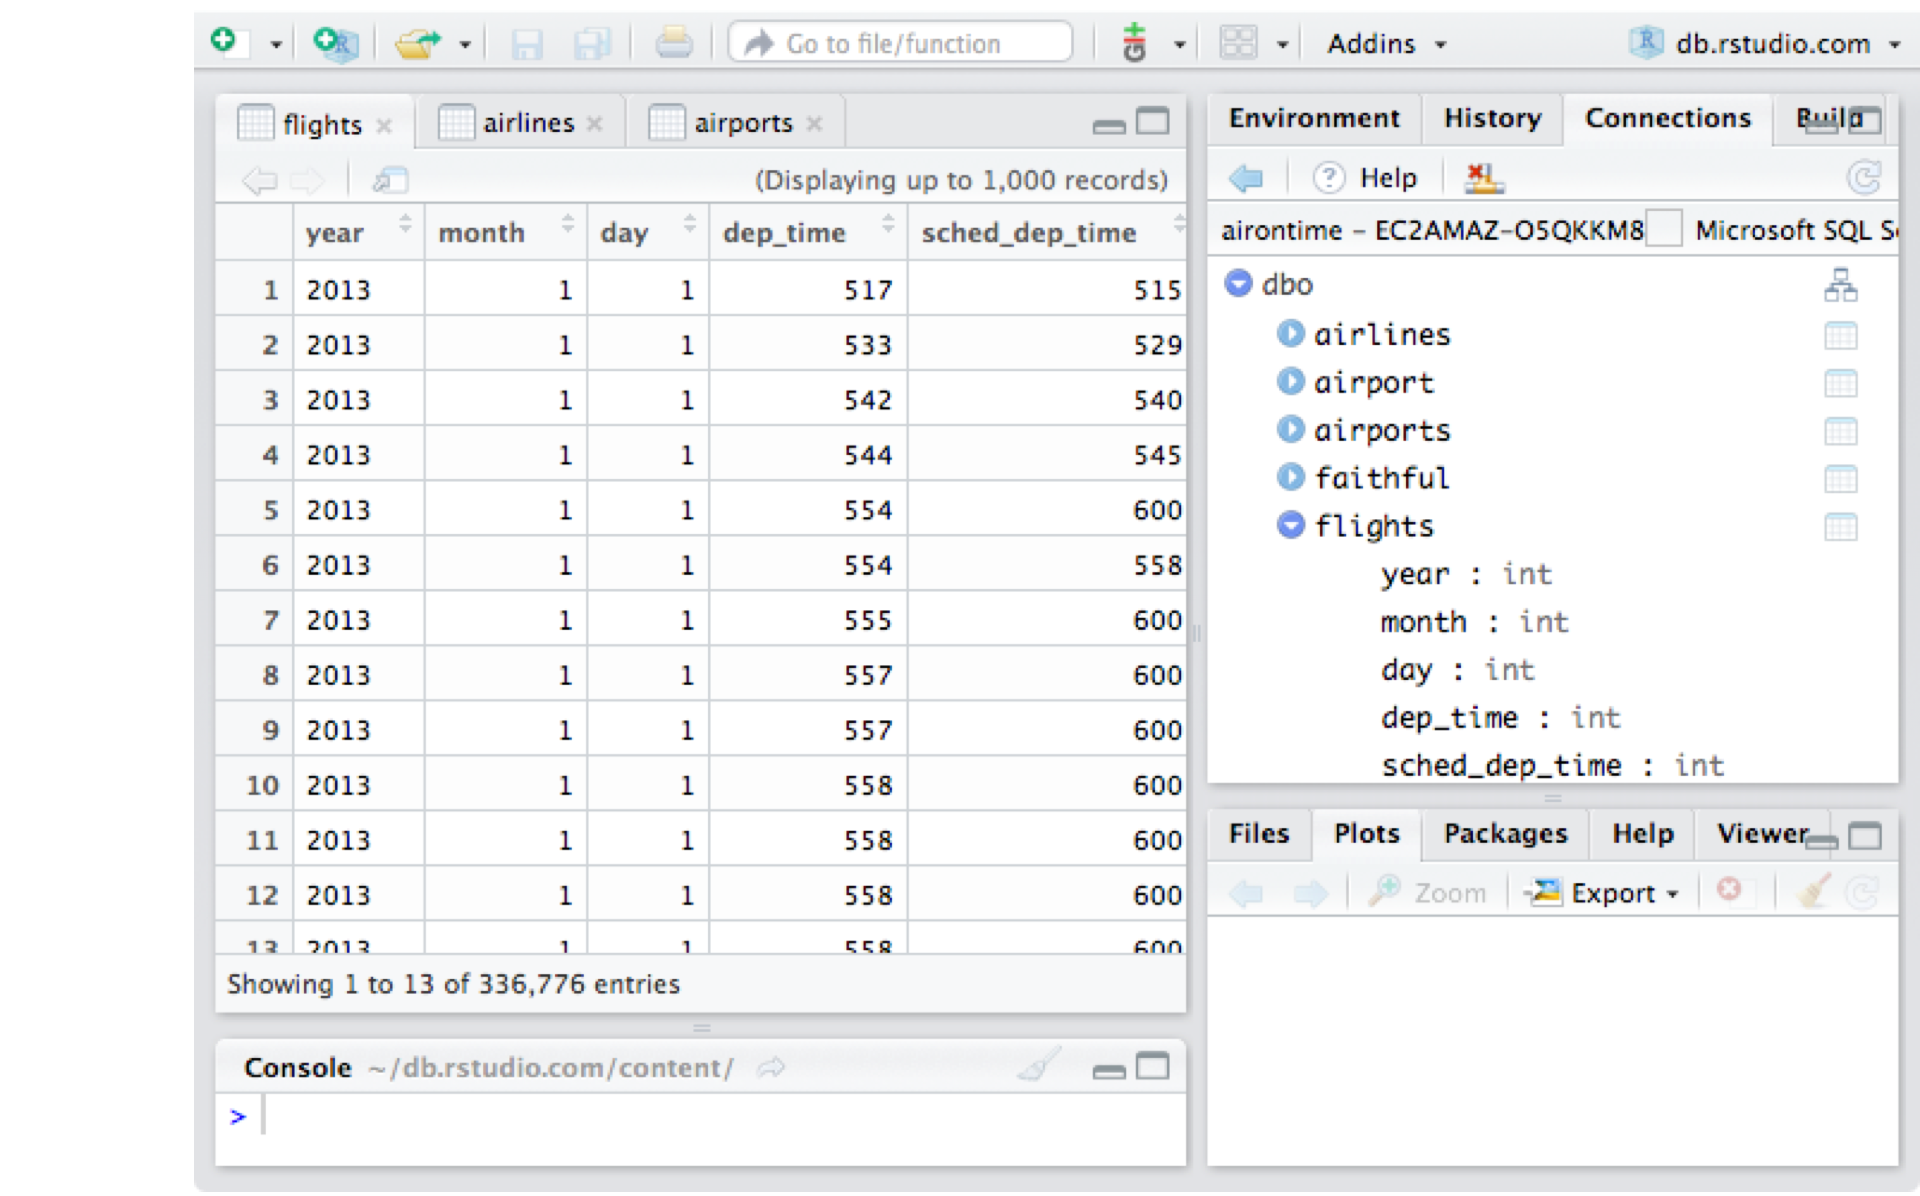 Go to file/function Addins db.rstudio.com
flights airlines airports
(Displaying up to 1,000 records)
year month day dep_time sched_dep_time
1 2013 1 1 517 515
2 2013 1 1 533 529
3 2013 1 1 542 540
4 2013 1 1 544 545
5 2013 1 1 554 600
6 2013 1 1 554 558
7 2013 1 1 555 600
8 2013 1 1 557 600
9 2013 1 1 557 600
10 2013 1 1 558 600
11 2013 1 1 558 600
12 2013 1 1 558 600
13 2013 1 1 558 600
Showing 1 to 13 of 336,776 entries
Console ~/db.rstudio.com/content/
>
Environment History Connections Build
Help
airontime - EC2AMAZ-O5QKKM8 Microsoft SQL
dbo
airlines
airport
airports
faithful
flights
year : int
month : int
day : int
dep_time : int
sched_dep_time : int
Files Plots Packages Help Viewer
Zoom Export